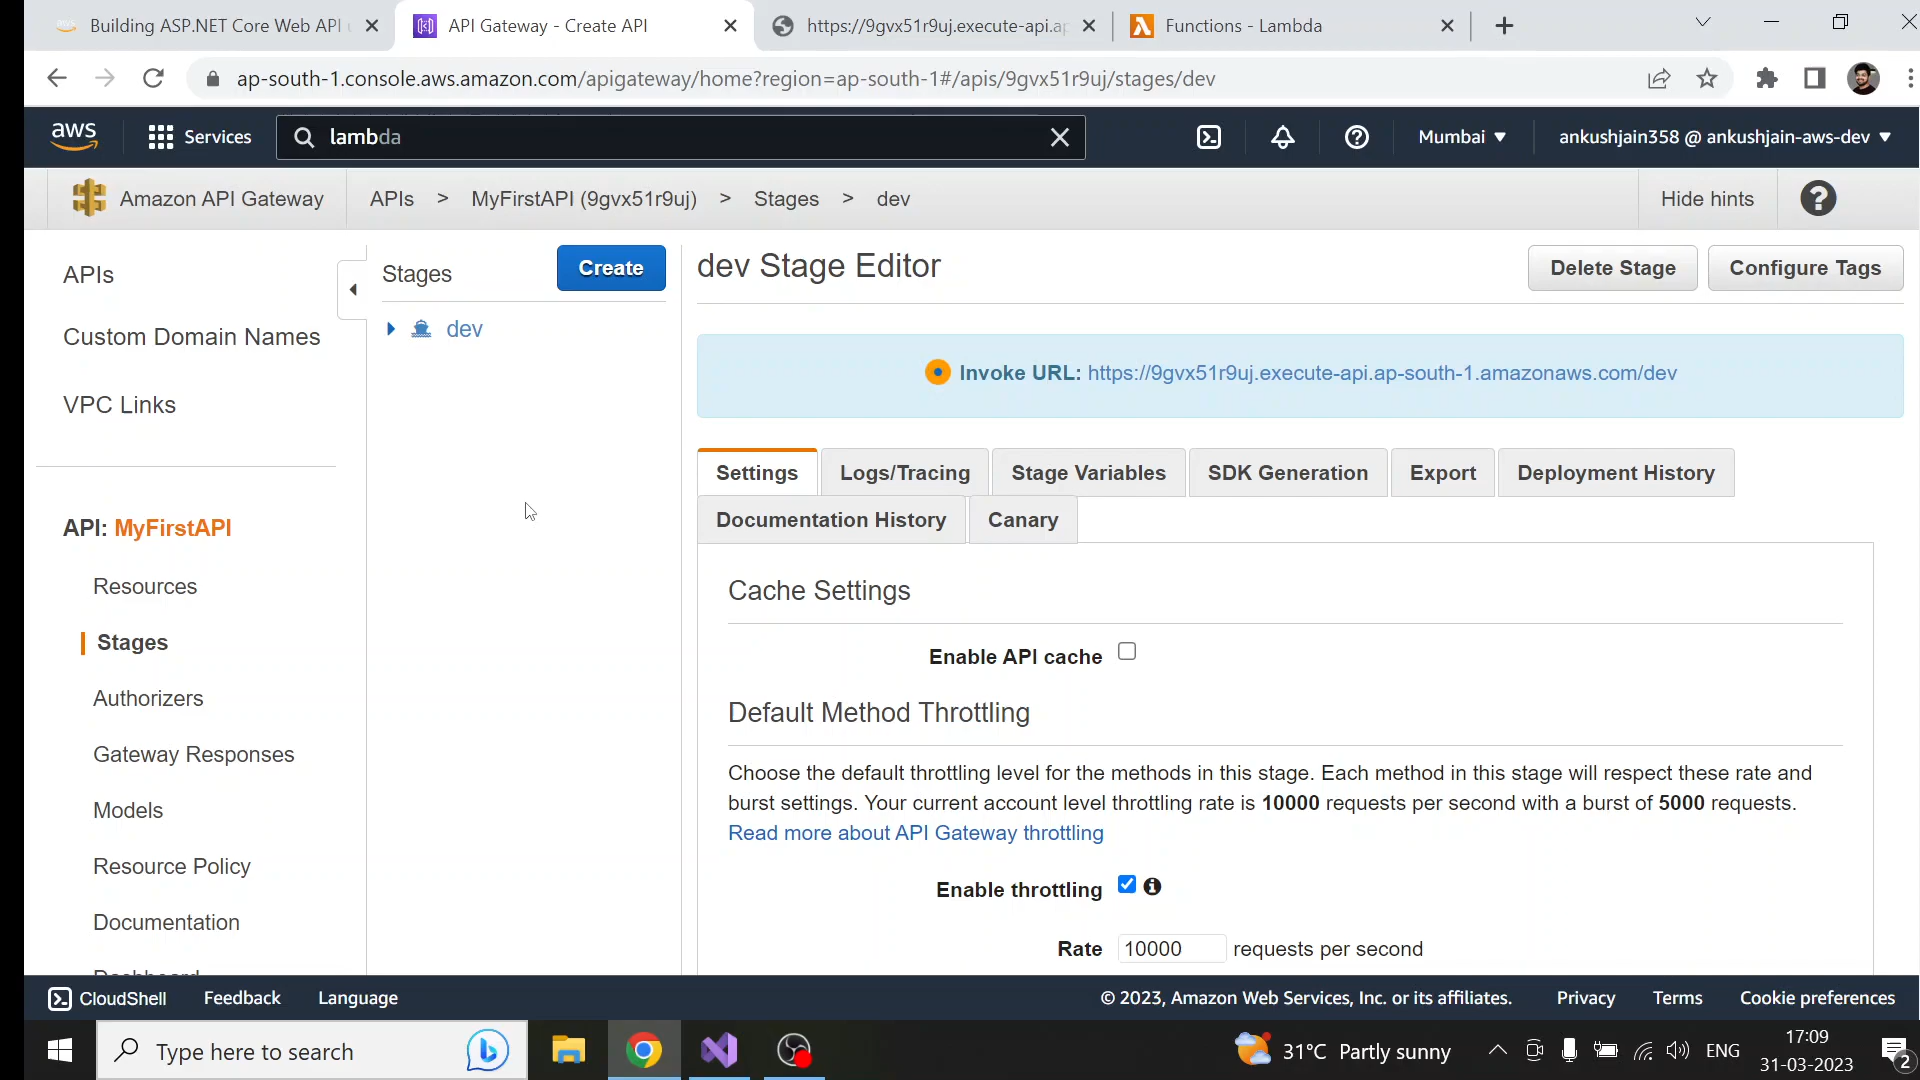 Building ASP.NET Core Web API
API Gateway - Create API
https://9gvx51r9uj.execute-api.ap
Functions - Lambda
ap-south-1.console.aws.amazon.com/apigateway/home?region=ap-south-1#/apis/9gvx51r9uj/stages/dev
aws
Services
lambda
Mumbai
ankushjain358 @ ankushjain-aws-dev
Amazon API Gateway
APIs > MyFirstAPI (9gvx51r9uj) > Stages > dev
Hide hints
APIs
Custom Domain Names
VPC Links
API: MyFirstAPI
Resources
Stages
Authorizers
Gateway Responses
Models
Resource Policy
Documentation
Dashboard
Stages
Create
dev
dev Stage Editor
Delete Stage
Configure Tags
Invoke URL: https://9gvx51r9uj.execute-api.ap-south-1.amazonaws.com/dev
Settings
Logs/Tracing
Stage Variables
SDK Generation
Export
Deployment History
Documentation History
Canary
Cache Settings
Enable API cache
Default Method Throttling
Choose the default throttling level for the methods in this stage. Each method in this stage will respect these rate and
burst settings. Your current account level throttling rate is 10000 requests per second with a burst of 5000 requests.
Read more about API Gateway throttling
Enable throttling
Rate 10000 requests per second
CloudShell
Feedback
Language
© 2023, Amazon Web Services, Inc. or its affiliates.
Privacy
Terms
Cookie preferences
Type here to search
31°C Partly sunny
ENG
17:09
31-03-2023
2